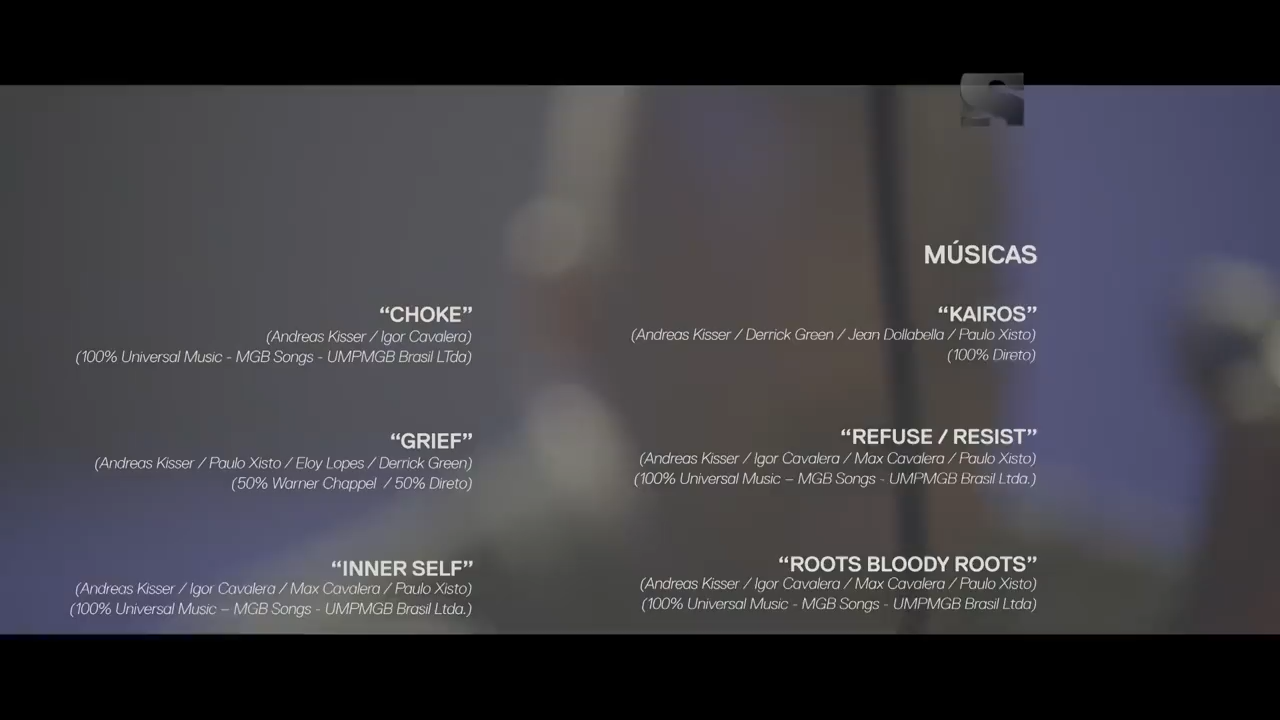 MÚSICAS
“CHOKE”
(Andreas Kisser / Igor Cavalera)
(100% Universal Music - MGB Songs - UMPMGB Brasil LTda)
“GRIEF”
(Andreas Kisser / Paulo Xisto / Eloy Lopes / Derrick Green)
(50% Warner Chappel / 50% Direto)
“INNER SELF”
(Andreas Kisser / Igor Cavalera / Max Cavalera / Paulo Xisto)
(100% Universal Music – MGB Songs - UMPMGB Brasil Ltda.)
“KAIROS”
(Andreas Kisser / Derrick Green / Jean Dollabella / Paulo Xisto)
(100% Direto)
“REFUSE / RESIST”
(Andreas Kisser / Igor Cavalera / Max Cavalera / Paulo Xisto)
(100% Universal Music – MGB Songs - UMPMGB Brasil Ltda.)
“ROOTS BLOODY ROOTS”
(Andreas Kisser / Igor Cavalera / Max Cavalera / Paulo Xisto)
(100% Universal Music - MGB Songs - UMPMGB Brasil Ltda)